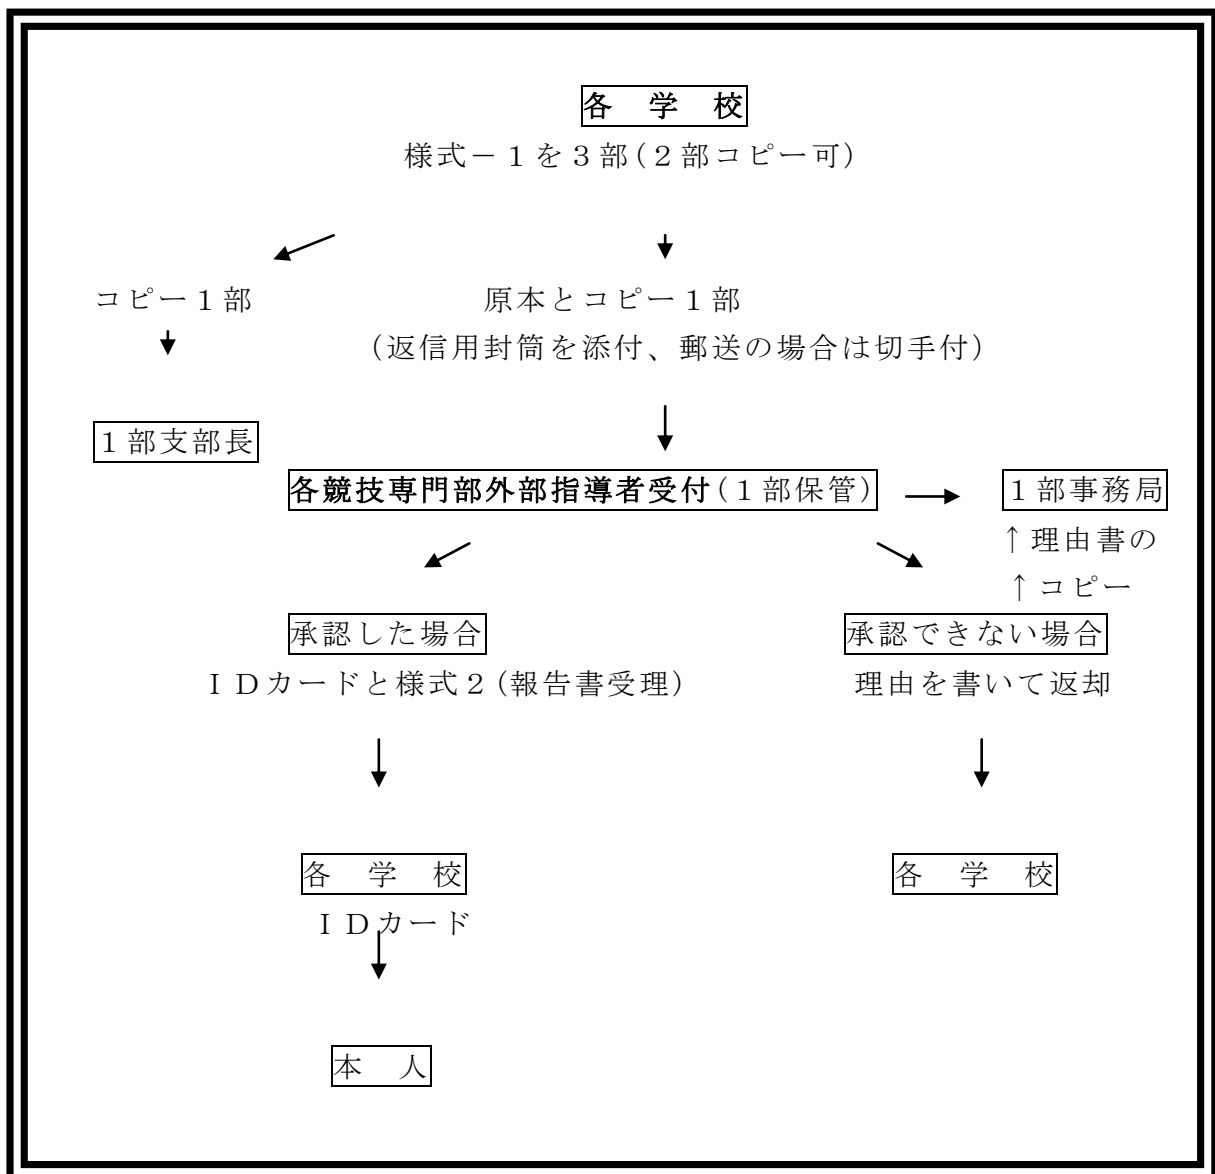 各　学　校
様式－１を３部(２部コピー可)
コピー１部　原本とコピー１部
(返信用封筒を添付、郵送の場合は切手付)
１部支部長
各競技専門部外部指導者受付(１部保管)　１部事務局
↑理由書の
↑コピー
承認した場合　承認できない場合
ＩＤカードと様式２(報告書受理)　理由を書いて返却
各　学　校　各　学　校
ＩＤカード
本　人